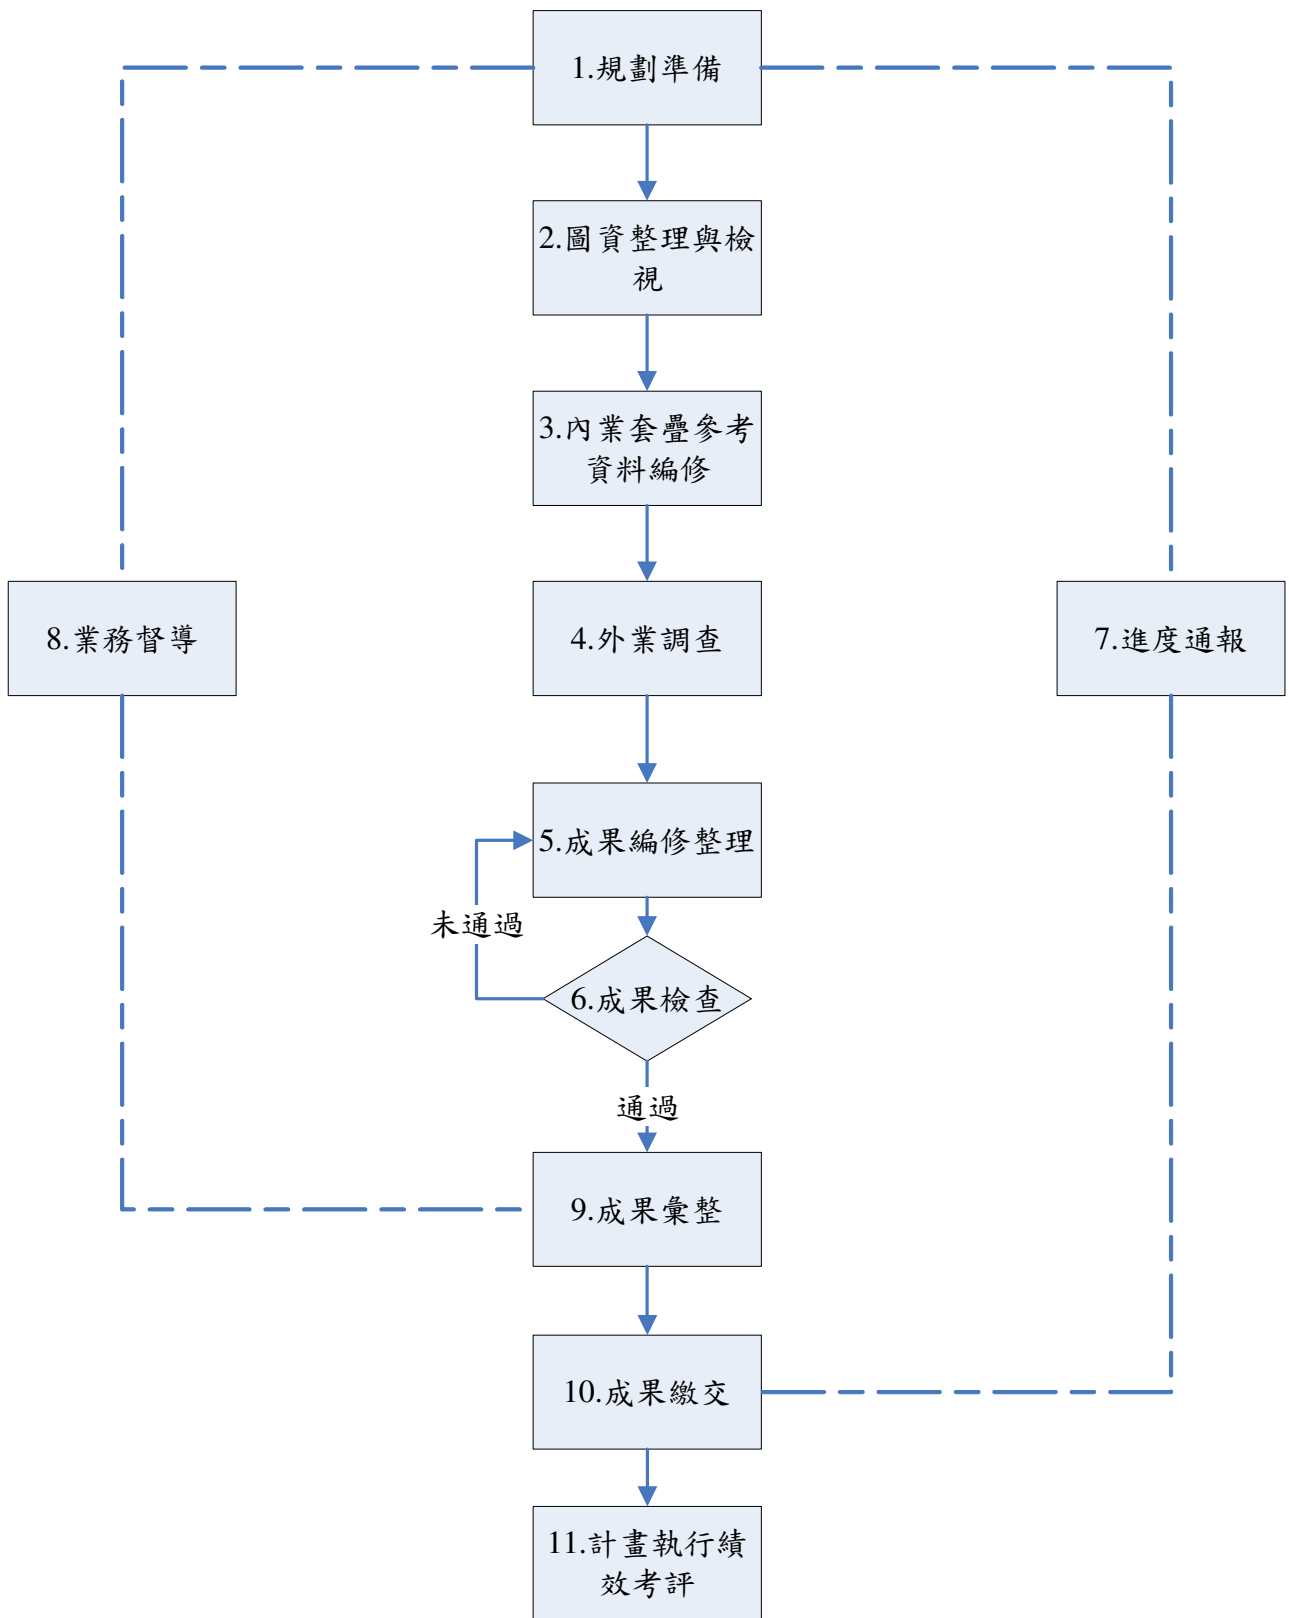 1.規劃準備
2.圖資整理與檢
視
3.內業套疊參考
資料編修
8.業務督導
4.外業調查
7.進度通報
5.成果編修整理
未通過
6.成果檢查
通過
9.成果彙整
10.成果繳交
11.計畫執行績
效考評